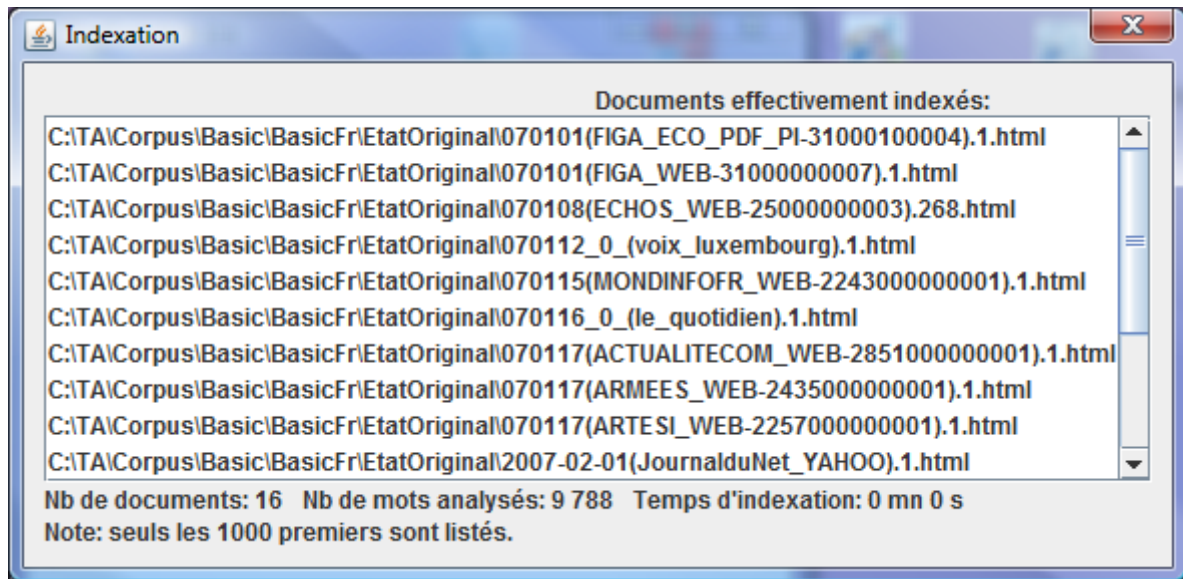 Indexation
Documents effectivement indexés:
C:\TA\Corpus\Basic\BasicFr\EtatOriginal\070101(FIGA_ECO_PDF_PI-31000100004).1.html
C:\TA\Corpus\Basic\BasicFr\EtatOriginal\070101(FIGA_WEB-31000000007).1.html
C:\TA\Corpus\Basic\BasicFr\EtatOriginal\070108(ECHOS_WEB-25000000003).268.html
C:\TA\Corpus\Basic\BasicFr\EtatOriginal\070112_0_(voix_luxembourg).1.html
C:\TA\Corpus\Basic\BasicFr\EtatOriginal\070115(MONDINFOFR_WEB-2243000000001).1.html
C:\TA\Corpus\Basic\BasicFr\EtatOriginal\070116_0_(le_quotidien).1.html
C:\TA\Corpus\Basic\BasicFr\EtatOriginal\070117(ACTUALITECOM_WEB-2851000000001).1.html
C:\TA\Corpus\Basic\BasicFr\EtatOriginal\070117(ARMEES_WEB-2435000000001).1.html
C:\TA\Corpus\Basic\BasicFr\EtatOriginal\070117(ARTESI_WEB-2257000000001).1.html
C:\TA\Corpus\Basic\BasicFr\EtatOriginal\2007-02-01(JournalduNet_YAHOO).1.html
Nb de documents: 16 Nb de mots analysés: 9 788 Temps d'indexation: 0 mn 0 s
Note: seuls les 1000 premiers sont listés.